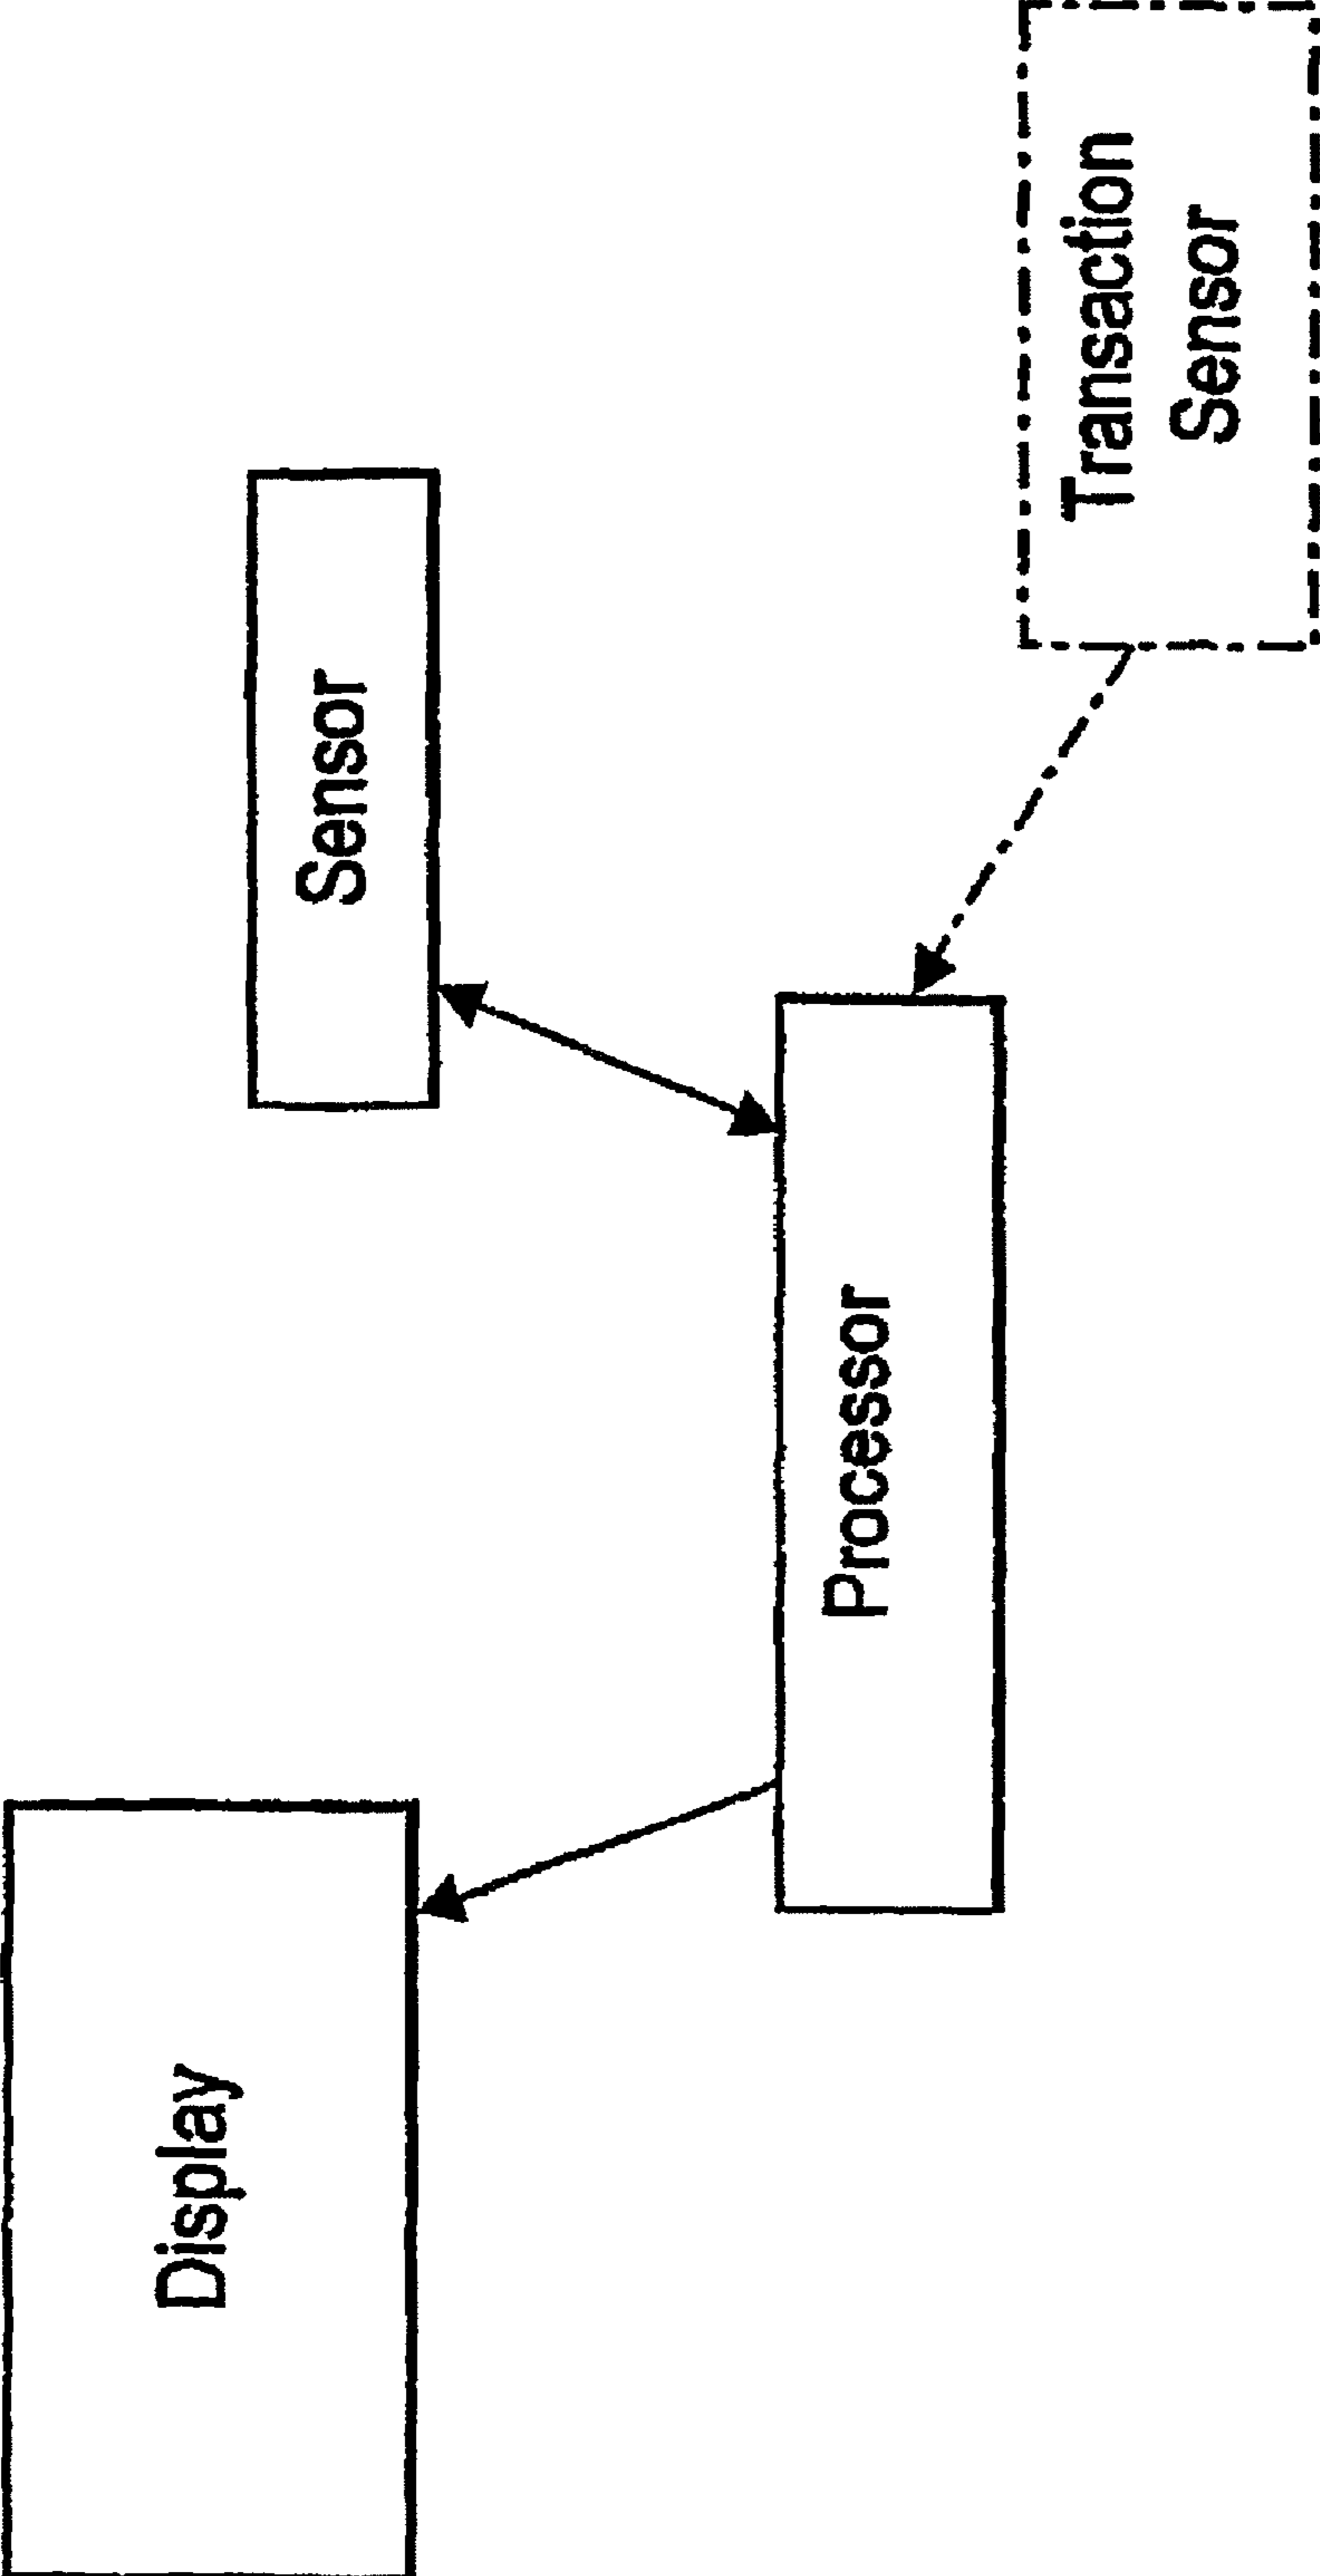 Display
Sensor
Processor
Transaction
Sensor